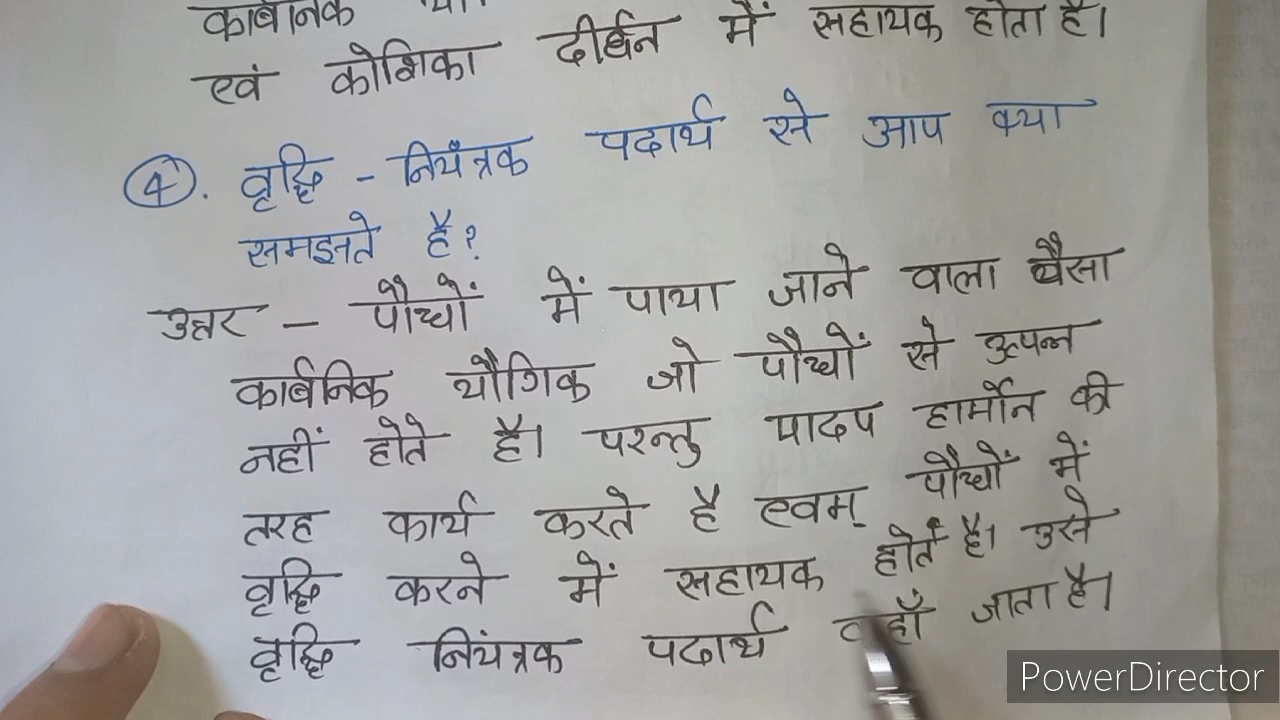 कार्बनिक
एवं कोशिका दीर्घन में सहायक होता है।
4. वृद्धि - नियंत्रक पदार्थ से आप क्या
समझते है?
उत्तर - पौधों में पाया जाने वाला वैसा
कार्बनिक यौगिक जो पौधों से उत्पन्न
नहीं होते है। परन्तु पादप हार्मोन की
तरह कार्य करते है एवम् पौधों में
वृद्धि करने में सहायक होते है। उसे
वृद्धि नियंत्रक पदार्थ कहाँ जाता है।
PowerDirector